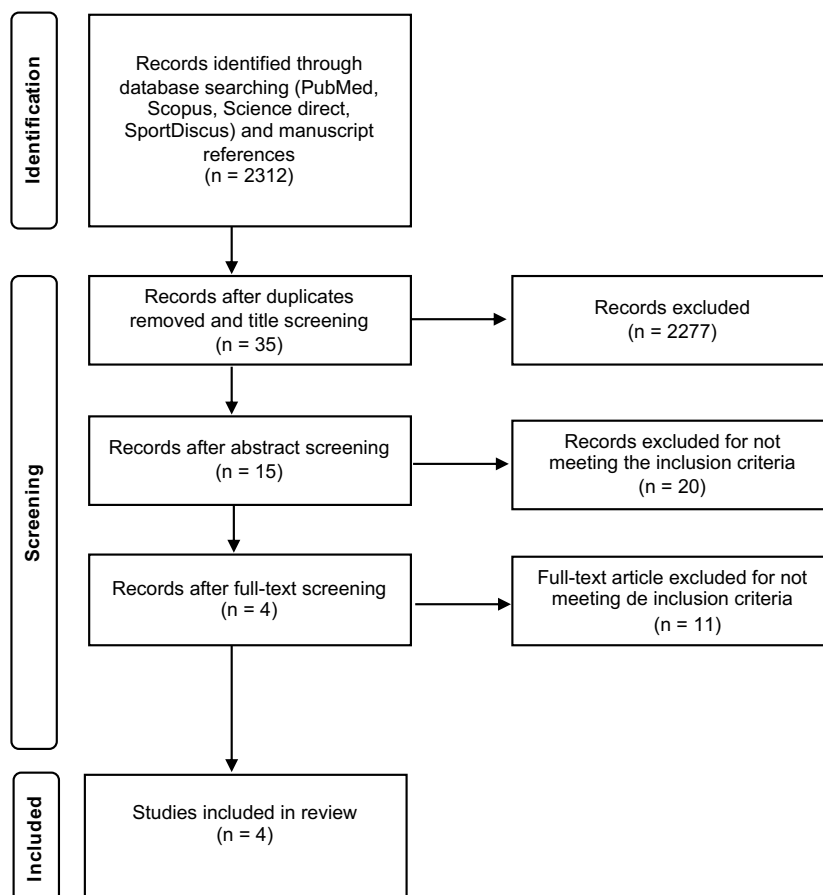 Identification
Records identified through
database searching (PubMed,
Scopus, Science direct,
SportDiscus) and manuscript
references
(n = 2312)
Screening
Records after duplicates
removed and title screening
(n = 35)
Records excluded
(n = 2277)
Records after abstract screening
(n = 15)
Records excluded for not
meeting the inclusion criteria
(n = 20)
Records after full-text screening
(n = 4)
Full-text article excluded for not
meeting de inclusion criteria
(n = 11)
Included
Studies included in review
(n = 4)